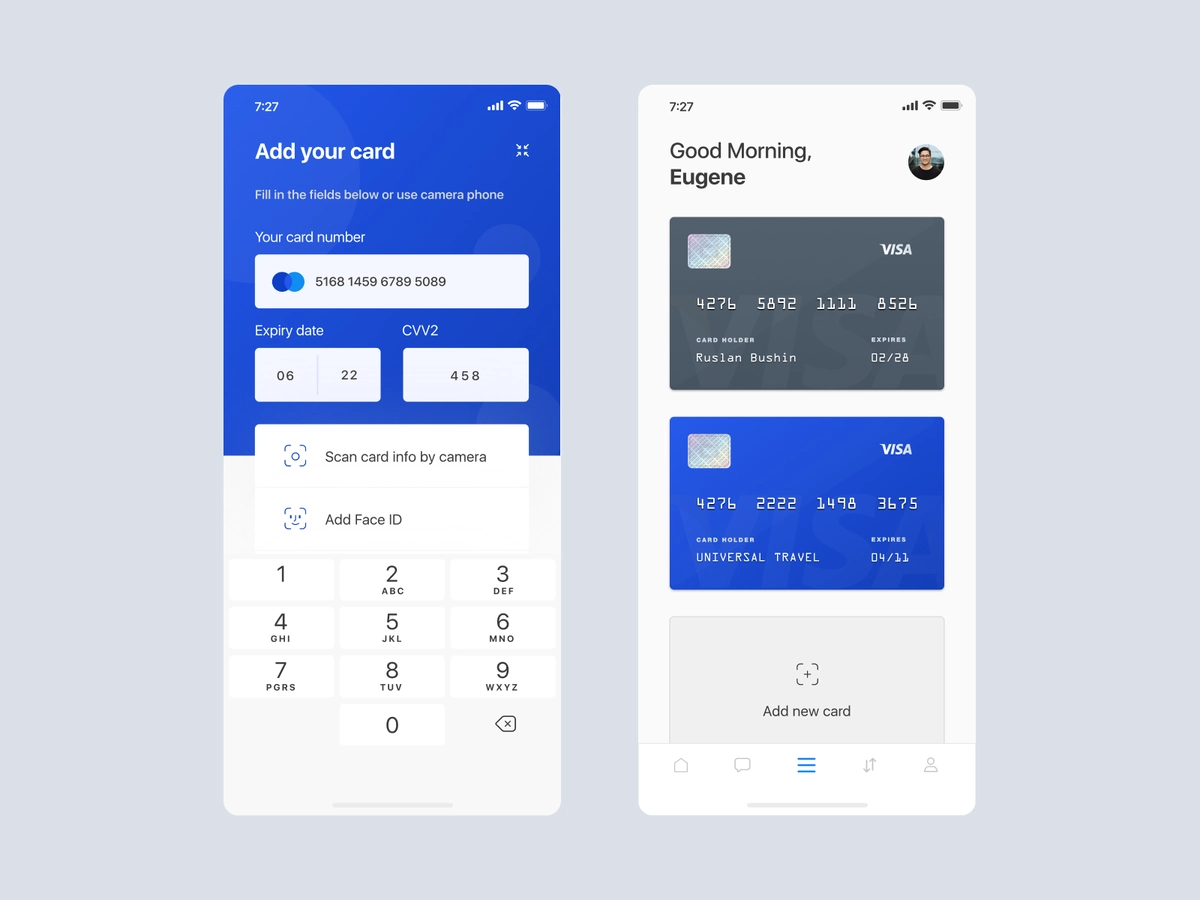 7:27
Add your card
Fill in the fields below or use camera phone
Your card number
5168 1459 6789 5089
Expiry date CVV2
06 22 458
Scan card info by camera
Add Face ID
1 2 3
ABC DEF
4 5 6
GHI JKL MNO
7 8 9
PGRS TUV WXYZ
0
7:27
Good Morning,
Eugene
VISA
4276 5892 1111 8526
CARD HOLDER EXPIRES
Ruslan Bushin 02/28
VISA
VISA
4276 2222 1498 3675
CARD HOLDER EXPIRES
UNIVERSAL TRAVEL 04/11
VISA
Add new card